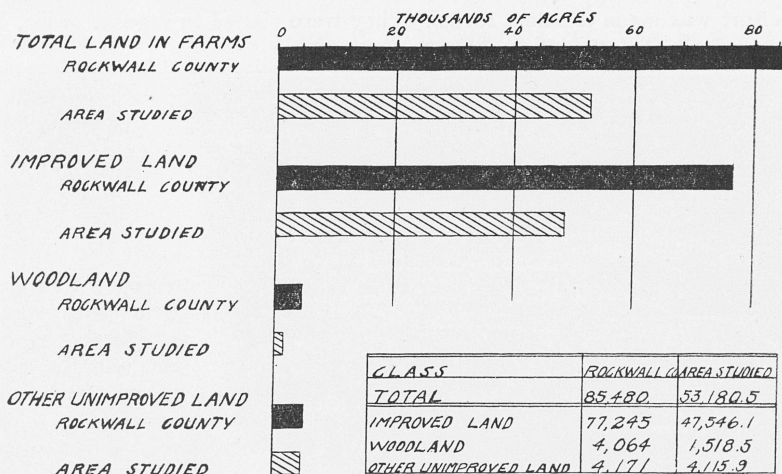 THOUSANDS OF ACRES
0 20 40 60 80
TOTAL LAND IN FARMS
ROCKWALL COUNTY
AREA STUDIED
IMPROVED LAND
ROCKWALL COUNTY
AREA STUDIED
WOODLAND
ROCKWALL COUNTY
AREA STUDIED
OTHER UNIMPROVED LAND
ROCKWALL COUNTY
AREA STUDIED
CLASS ROCKWALL CO AREA STUDIED
TOTAL 85,480. 53,180.5
IMPROVED LAND 77,245 47,546.1
WOODLAND 4,064 1,518.5
OTHER UNIMPROVED LAND 4,171 4,115.9